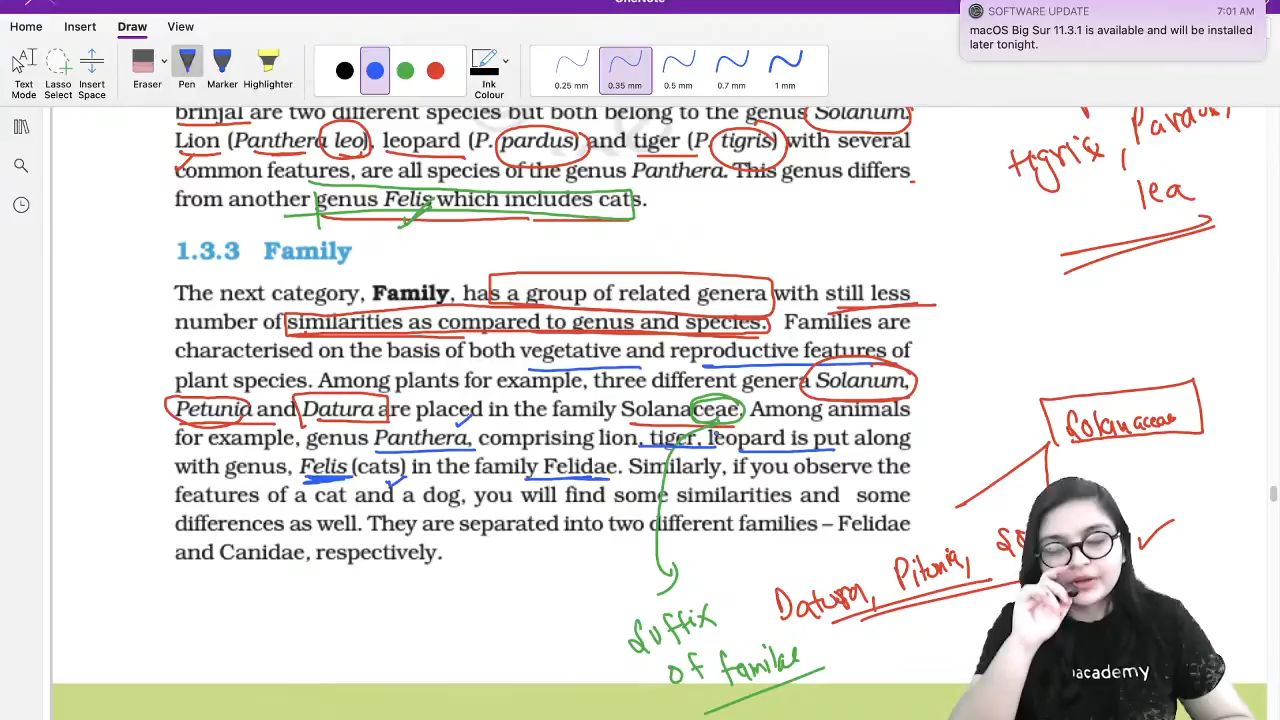 OneNote
SOFTWARE UPDATE 7:01 AM
macOS Big Sur 11.3.1 is available and will be installed
later tonight.
Home Insert Draw View
Text Mode
Lasso Select
Insert Space
Eraser
Pen
Marker
Highlighter
Ink Colour
0.25 mm 0.35 mm 0.5 mm 0.7 mm 1 mm
brinjal are two different species but both belong to the genus Solanum.
Lion (Panthera leo), leopard (P. pardus) and tiger (P. tigris) with several
common features, are all species of the genus Panthera. This genus differs
from another genus Felis which includes cats.
tigrix, Pardus,
lea
1.3.3 Family
The next category, Family, has a group of related genera with still less
number of similarities as compared to genus and species. Families are
characterised on the basis of both vegetative and reproductive features of
plant species. Among plants for example, three different genera Solanum,
Petunia and Datura are placed in the family Solanaceae. Among animals
for example, genus Panthera, comprising lion, tiger, leopard is put along
with genus, Felis (cats) in the family Felidae. Similarly, if you observe the
features of a cat and a dog, you will find some similarities and some
differences as well. They are separated into two different families – Felidae
and Canidae, respectively.
Solanaceae
Datura, Pitunia,
Suffix
of familae
nacademy